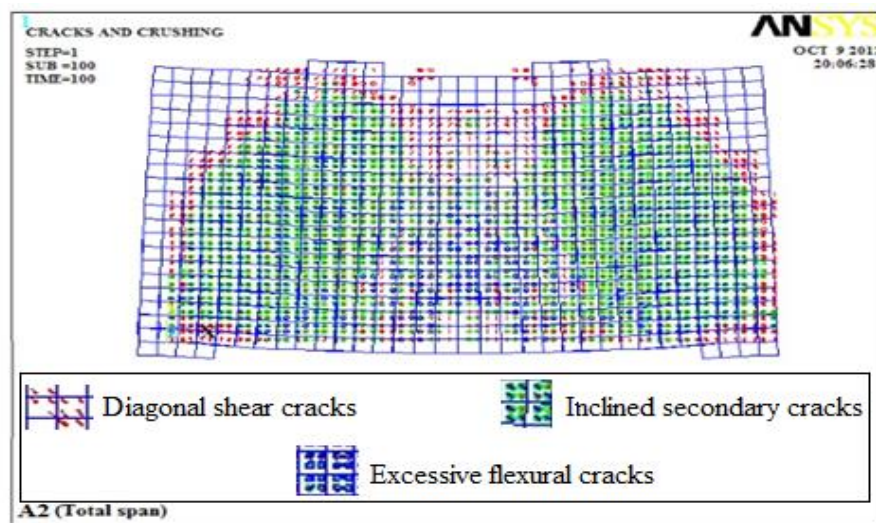 1
CRACKS AND CRUSHING
STEP=1
SUB =100
TIME=100
ANSYS
OCT 9 201
20:06:28
Diagonal shear cracks
Inclined secondary cracks
Excessive flexural cracks
A2 (Total span)